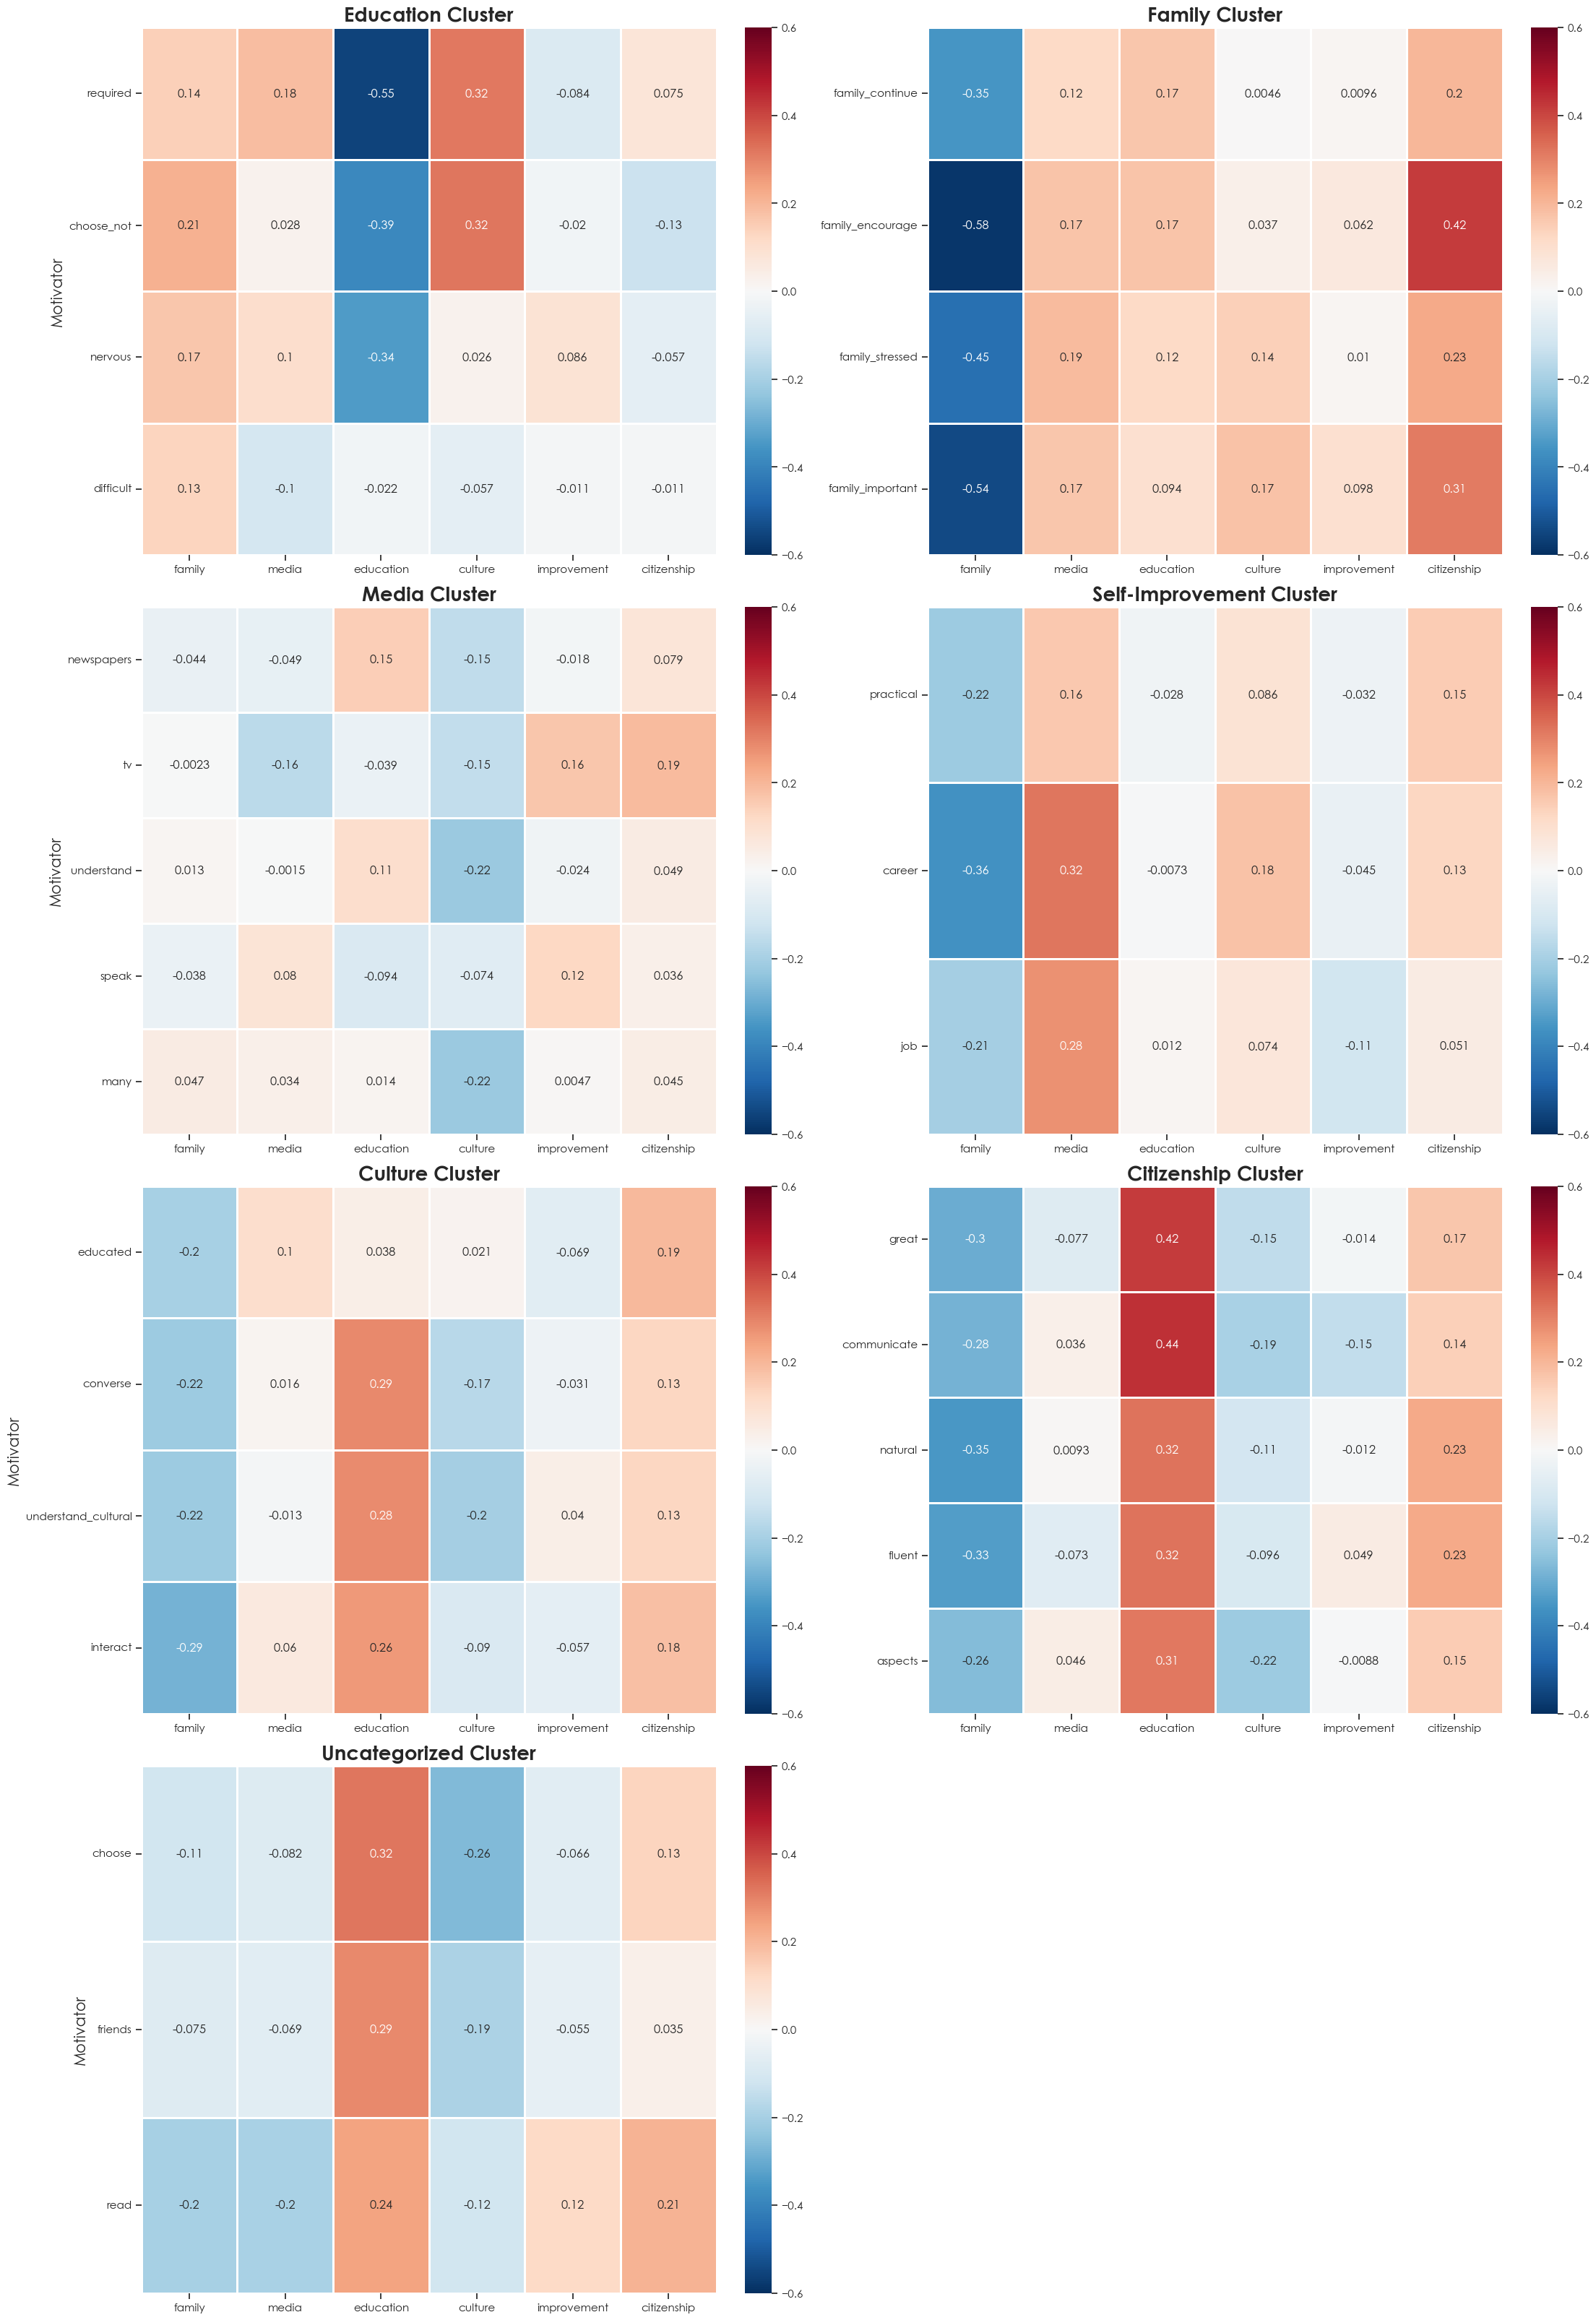 Education Cluster
Motivator
required 0.14 0.18 -0.55 0.32 -0.084 0.075
choose_not 0.21 0.028 -0.39 0.32 -0.02 -0.13
nervous 0.17 0.1 -0.34 0.026 0.086 -0.057
difficult 0.13 -0.1 -0.022 -0.057 -0.011 -0.011
family media education culture improvement citizenship
0.6
0.4
0.2
0.0
−0.2
−0.4
−0.6
Family Cluster
family_continue -0.35 0.12 0.17 0.0046 0.0096 0.2
family_encourage -0.58 0.17 0.17 0.037 0.062 0.42
family_stressed -0.45 0.19 0.12 0.14 0.01 0.23
family_important -0.54 0.17 0.094 0.17 0.098 0.31
family media education culture improvement citizenship
0.6
0.4
0.2
0.0
−0.2
−0.4
−0.6
Media Cluster
Motivator
newspapers -0.044 -0.049 0.15 -0.15 -0.018 0.079
tv -0.0023 -0.16 -0.039 -0.15 0.16 0.19
understand 0.013 -0.0015 0.11 -0.22 -0.024 0.049
speak -0.038 0.08 -0.094 -0.074 0.12 0.036
many 0.047 0.034 0.014 -0.22 0.0047 0.045
family media education culture improvement citizenship
0.6
0.4
0.2
0.0
−0.2
−0.4
−0.6
Self-Improvement Cluster
practical -0.22 0.16 -0.028 0.086 -0.032 0.15
career -0.36 0.32 -0.0073 0.18 -0.045 0.13
job -0.21 0.28 0.012 0.074 -0.11 0.051
family media education culture improvement citizenship
0.6
0.4
0.2
0.0
−0.2
−0.4
−0.6
Culture Cluster
Motivator
educated -0.2 0.1 0.038 0.021 -0.069 0.19
converse -0.22 0.016 0.29 -0.17 -0.031 0.13
understand_cultural -0.22 -0.013 0.28 -0.2 0.04 0.13
interact -0.29 0.06 0.26 -0.09 -0.057 0.18
family media education culture improvement citizenship
0.6
0.4
0.2
0.0
−0.2
−0.4
−0.6
Citizenship Cluster
great -0.3 -0.077 0.42 -0.15 -0.014 0.17
communicate -0.28 0.036 0.44 -0.19 -0.15 0.14
natural -0.35 0.0093 0.32 -0.11 -0.012 0.23
fluent -0.33 -0.073 0.32 -0.096 0.049 0.23
aspects -0.26 0.046 0.31 -0.22 -0.0088 0.15
family media education culture improvement citizenship
0.6
0.4
0.2
0.0
−0.2
−0.4
−0.6
Uncategorized Cluster
Motivator
choose -0.11 -0.082 0.32 -0.26 -0.066 0.13
friends -0.075 -0.069 0.29 -0.19 -0.055 0.035
read -0.2 -0.2 0.24 -0.12 0.12 0.21
family media education culture improvement citizenship
0.6
0.4
0.2
0.0
−0.2
−0.4
−0.6